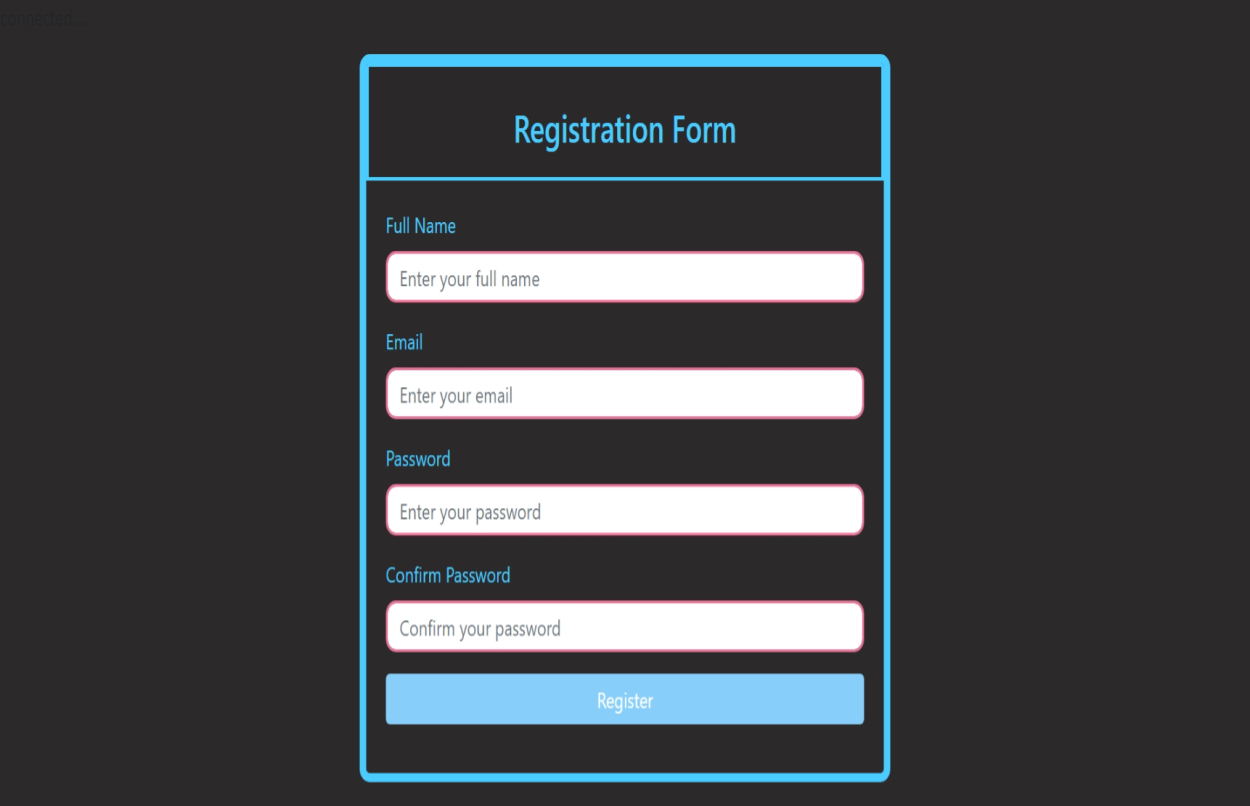 connected...
Registration Form
Full Name
Enter your full name
Email
Enter your email
Password
Enter your password
Confirm Password
Confirm your password
Register